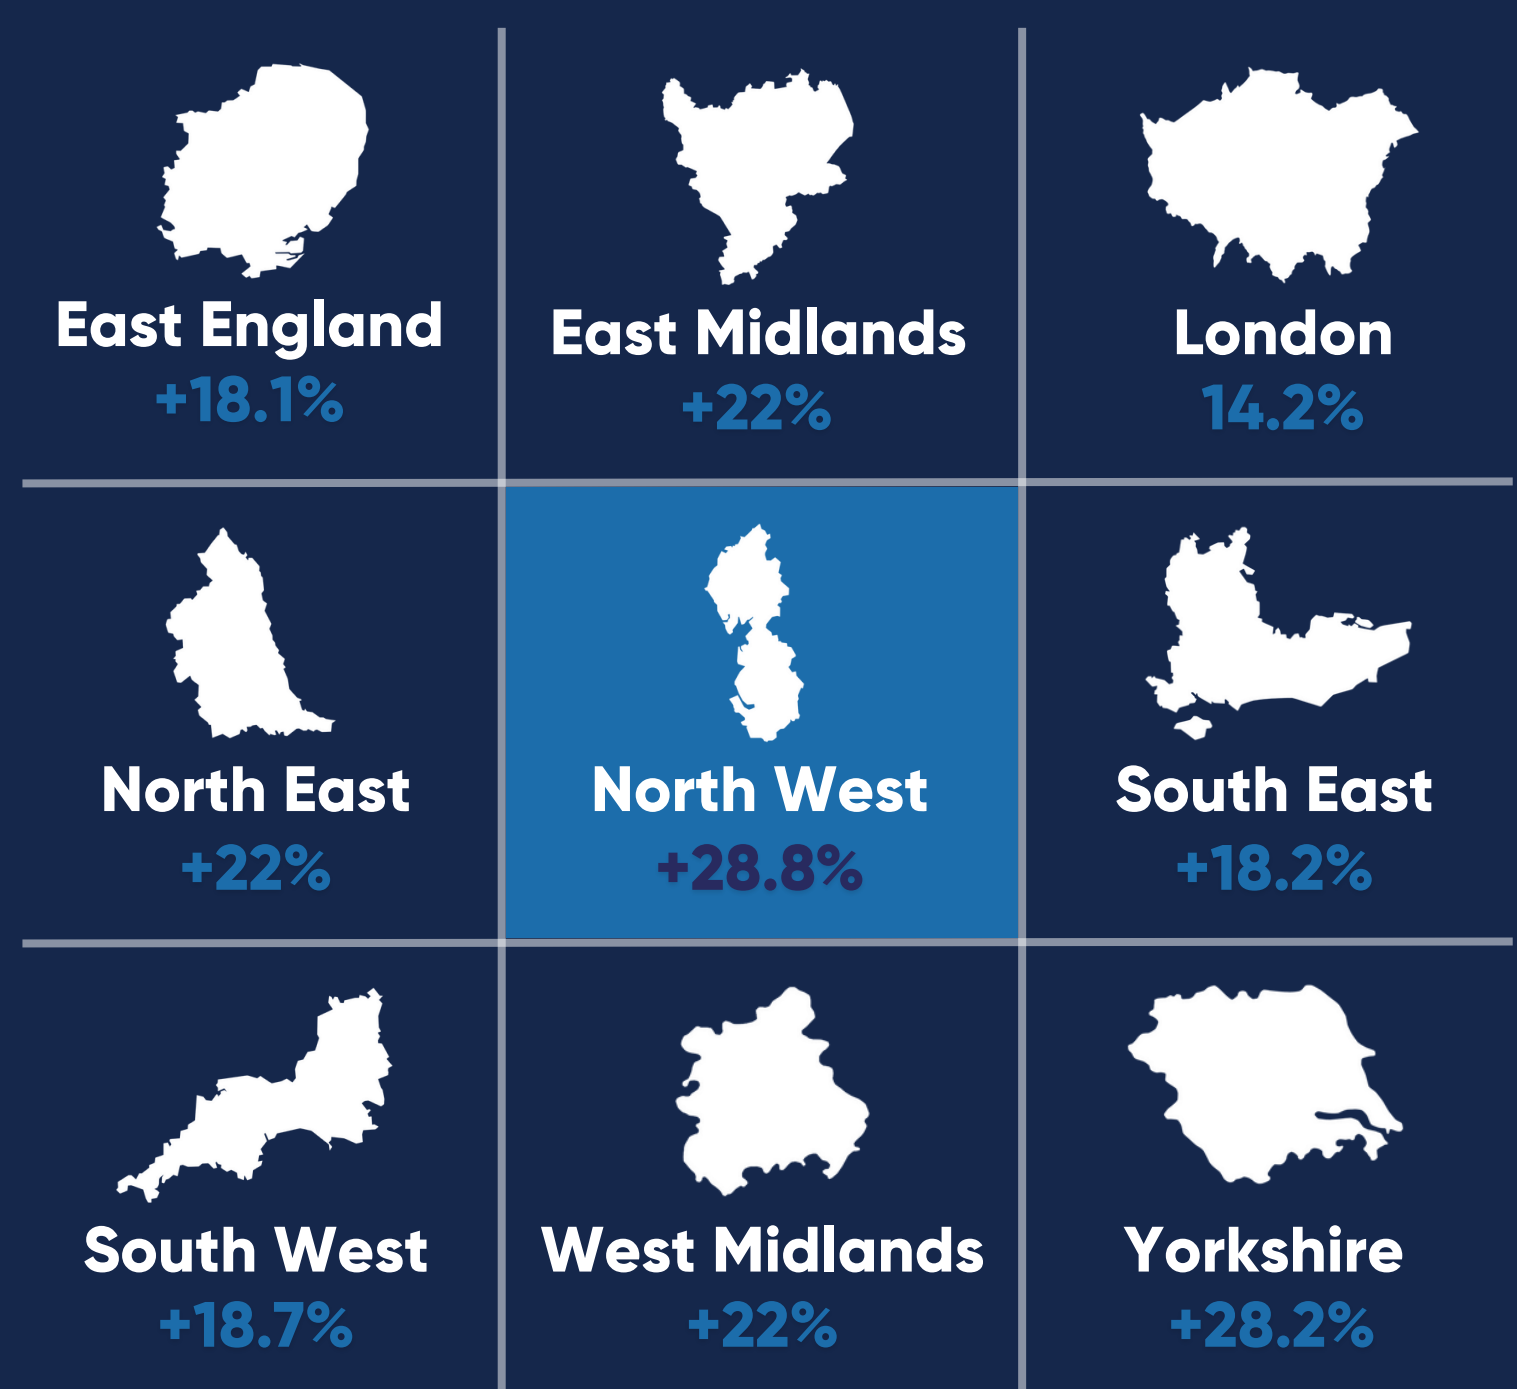 East England
+18.1%
East Midlands
+22%
London
14.2%
North East
+22%
North West
+28.8%
South East
+18.2%
South West
+18.7%
West Midlands
+22%
Yorkshire
+28.2%